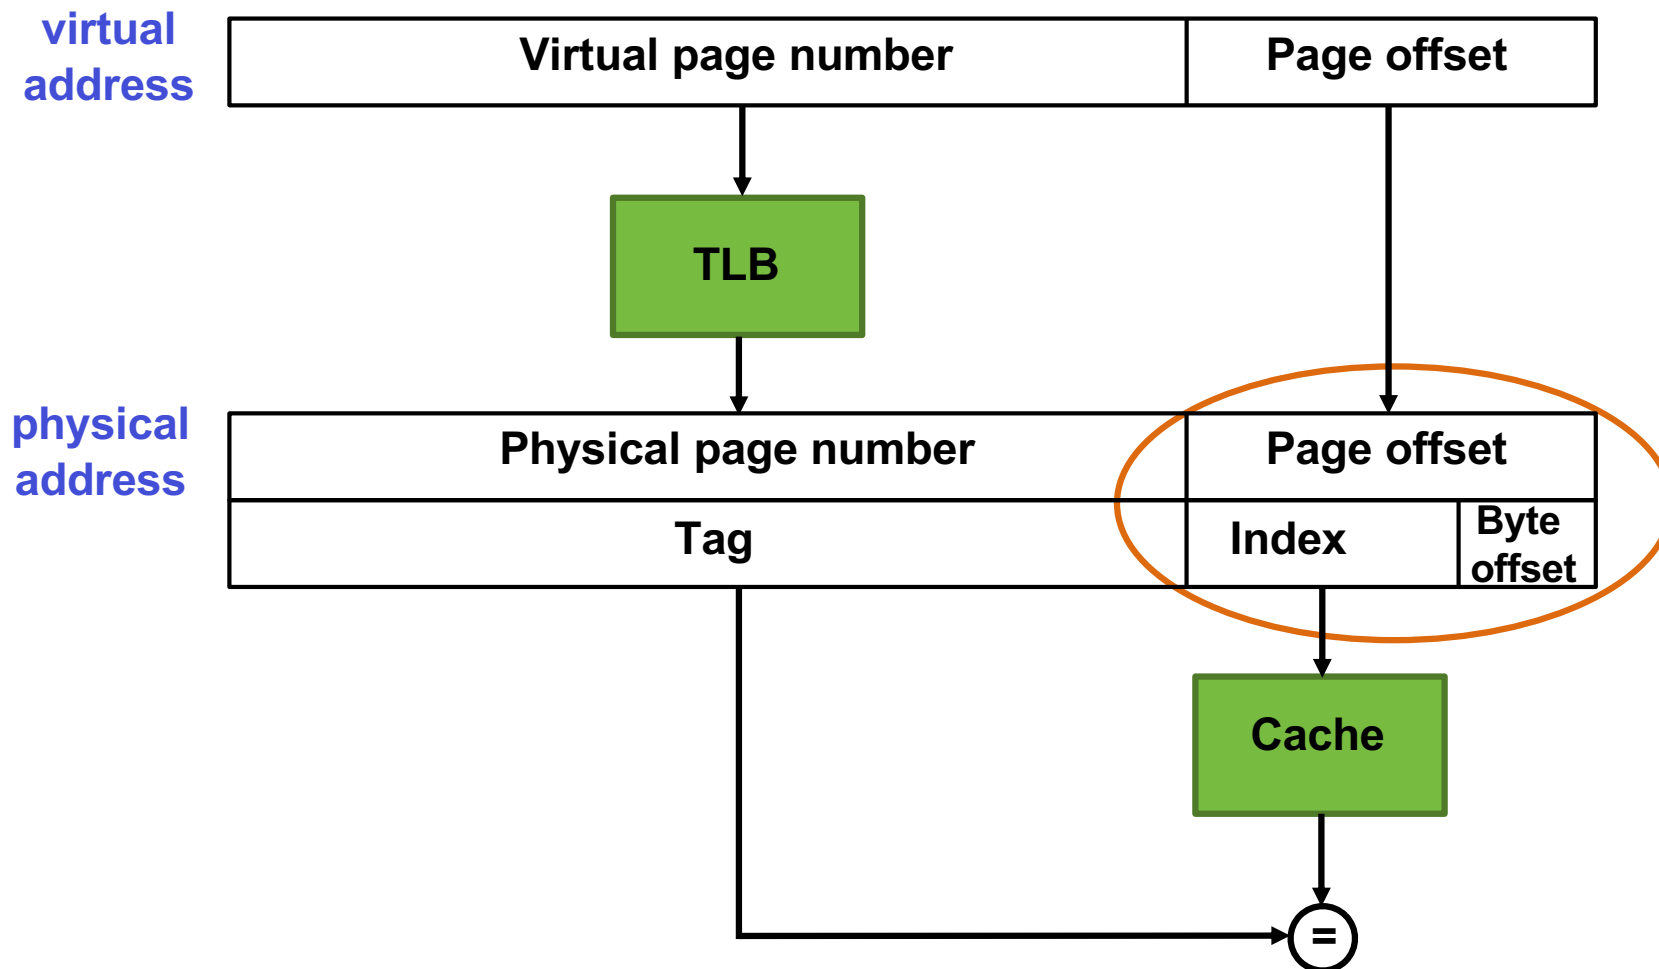 virtual
address
Virtual page number
Page offset
TLB
physical
address
Physical page number
Page offset
Tag
Index
Byte
offset
Cache
=